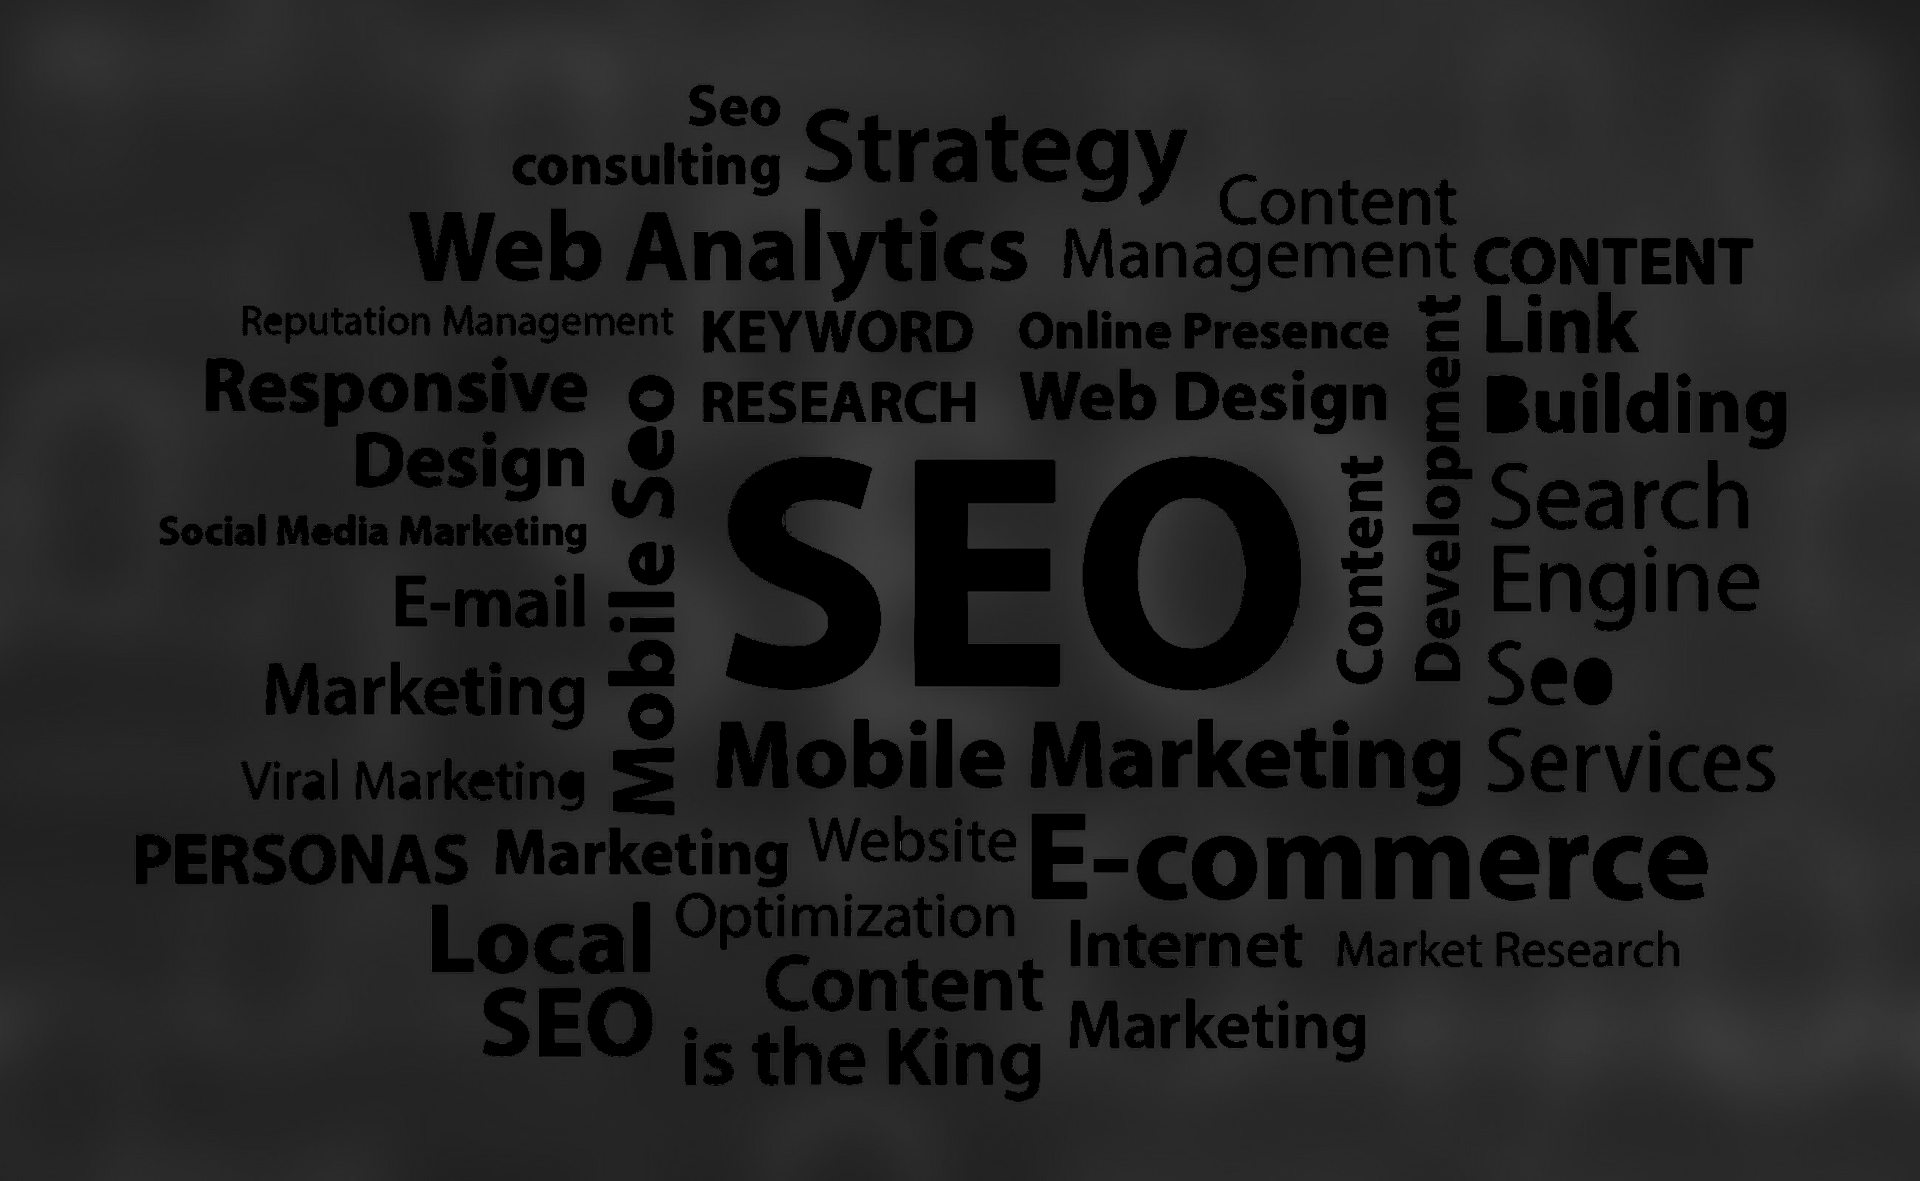 Seo
consulting
Strategy
Content
Management
Web Analytics
CONTENT
Reputation Management
KEYWORD
RESEARCH
Online Presence
Web Design
Link
Building
Responsive
Design
Mobile Seo
SEO
Content
Development
Search
Engine
Seo
Services
Social Media Marketing
E-mail
Marketing
Viral Marketing
Mobile Marketing
PERSONAS
Marketing
Website
Optimization
E-commerce
Local
SEO
Content
is the King
Internet
Marketing
Market Research